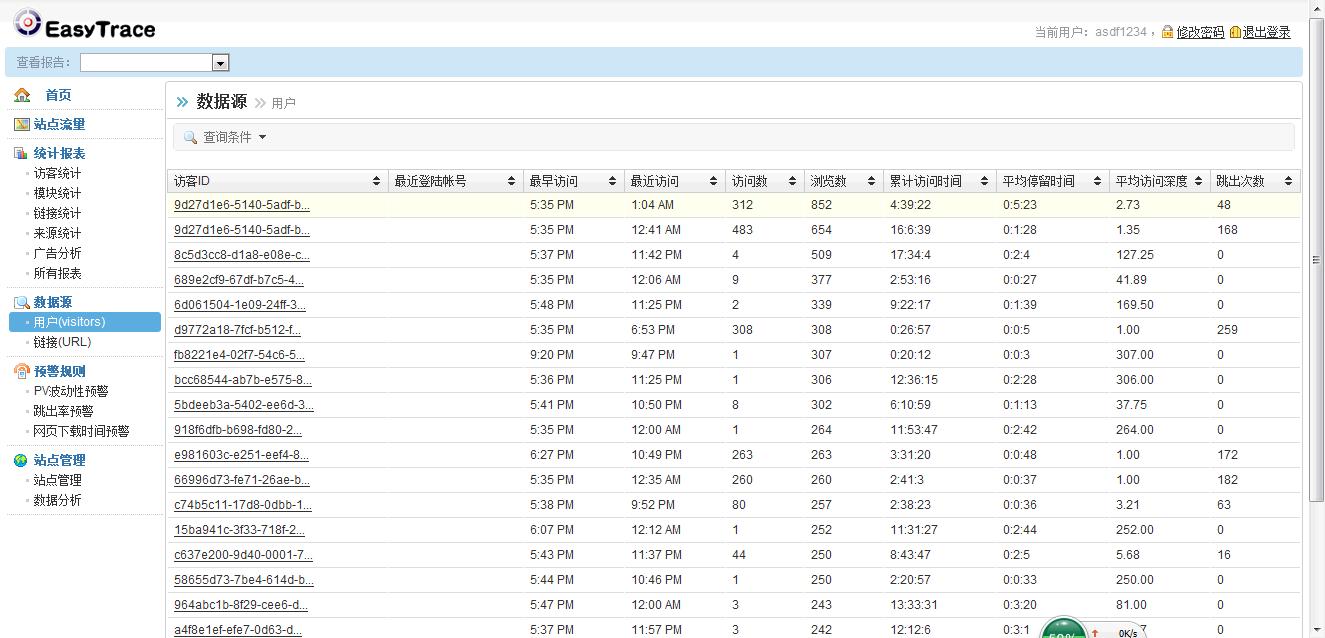 EasyTrace
当前用户：asdf1234 , 修改密码 退出登录
查看报告：
首页
站点流量
统计报表
访客统计
模块统计
链接统计
来源统计
广告分析
所有报表
数据源
用户(visitors)
链接(URL)
预警规则
PV波动性预警
跳出率预警
网页下载时间预警
站点管理
站点管理
数据分析
数据源 用户
查询条件
访客ID 最近登陆帐号 最早访问 最近访问 访问数 浏览数 累计访问时间 平均停留时间 平均访问深度 跳出次数
9d27d1e6-5140-5adf-b... 5:35 PM 1:04 AM 312 852 4:39:22 0:5:23 2.73 48
9d27d1e6-5140-5adf-b... 5:35 PM 12:41 AM 483 654 16:6:39 0:1:28 1.35 168
8c5d3cc8-d1a8-e08e-c... 5:37 PM 11:42 PM 4 509 17:34:4 0:2:4 127.25 0
689e2cf9-67df-b7c5-4... 5:35 PM 12:06 AM 9 377 2:53:16 0:0:27 41.89 0
6d061504-1e09-24ff-3... 5:48 PM 11:25 PM 2 339 9:22:17 0:1:39 169.50 0
d9772a18-7fcf-b512-f... 5:35 PM 6:53 PM 308 308 0:26:57 0:0:5 1.00 259
fb8221e4-02f7-54c6-5... 9:20 PM 9:47 PM 1 307 0:20:12 0:0:3 307.00 0
bcc68544-ab7b-e575-8... 5:36 PM 11:25 PM 1 306 12:36:15 0:2:28 306.00 0
5bdeeb3a-5402-ee6d-3... 5:41 PM 10:50 PM 8 302 6:10:59 0:1:13 37.75 0
918f6dfb-b698-fd80-2... 5:35 PM 12:00 AM 1 264 11:53:47 0:2:42 264.00 0
e981603c-e251-eef4-8... 6:27 PM 10:49 PM 263 263 3:31:20 0:0:48 1.00 172
66996d73-fe71-26ae-b... 5:35 PM 12:35 AM 260 260 2:41:3 0:0:37 1.00 182
c74b5c11-17d8-0dbb-1... 5:38 PM 9:52 PM 80 257 2:38:23 0:0:36 3.21 63
15ba941c-3f33-718f-2... 6:07 PM 12:12 AM 1 252 11:31:27 0:2:44 252.00 0
c637e200-9d40-0001-7... 5:43 PM 11:37 PM 44 250 8:43:47 0:2:5 5.68 16
58655d73-7be4-614d-b... 5:44 PM 10:46 PM 1 250 2:20:57 0:0:33 250.00 0
964abc1b-8f29-cee6-d... 5:47 PM 12:00 AM 3 243 13:33:31 0:3:20 81.00 0
a4f8e1ef-efe7-0d63-d... 5:37 PM 11:57 PM 3 242 12:12:6 0:3:1 7 0
0K/s